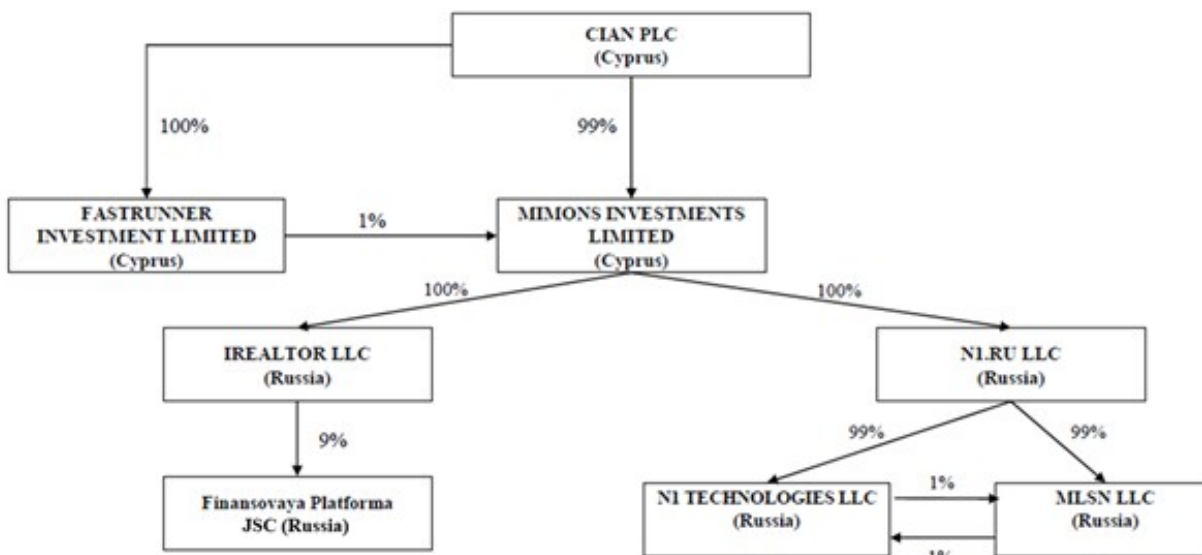 CIAN PLC
(Cyprus)
100%
99%
FASTRUNNER
INVESTMENT LIMITED
(Cyprus)
1%
MIMONS INVESTMENTS
LIMITED
(Cyprus)
100%
100%
IREALTOR LLC
(Russia)
N1.RU LLC
(Russia)
9%
99%
99%
Finansovaya Platforma
JSC (Russia)
N1 TECHNOLOGIES LLC
(Russia)
1%
MLSN LLC
(Russia)
1%